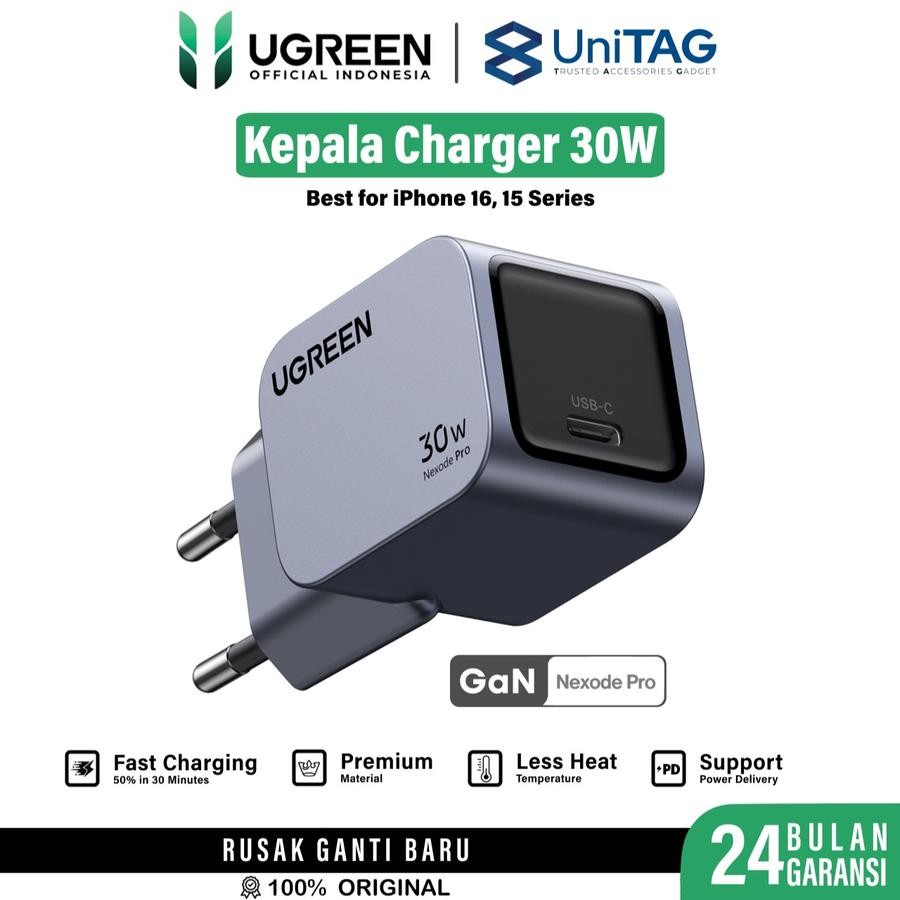 UGREEN
OFFICIAL INDONESIA
UniTAG
TRUSTED ACCESSORIES GADGET
Kepala Charger 30W
Best for iPhone 16, 15 Series
UGREEN
30W
Nexode Pro
USB-C
GaN Nexode Pro
Fast Charging
50% in 30 Minutes
Premium
Material
Less Heat
Temperature
PD
Support
Power Delivery
RUSAK GANTI BARU
100% ORIGINAL
24 BULAN
GARANSI